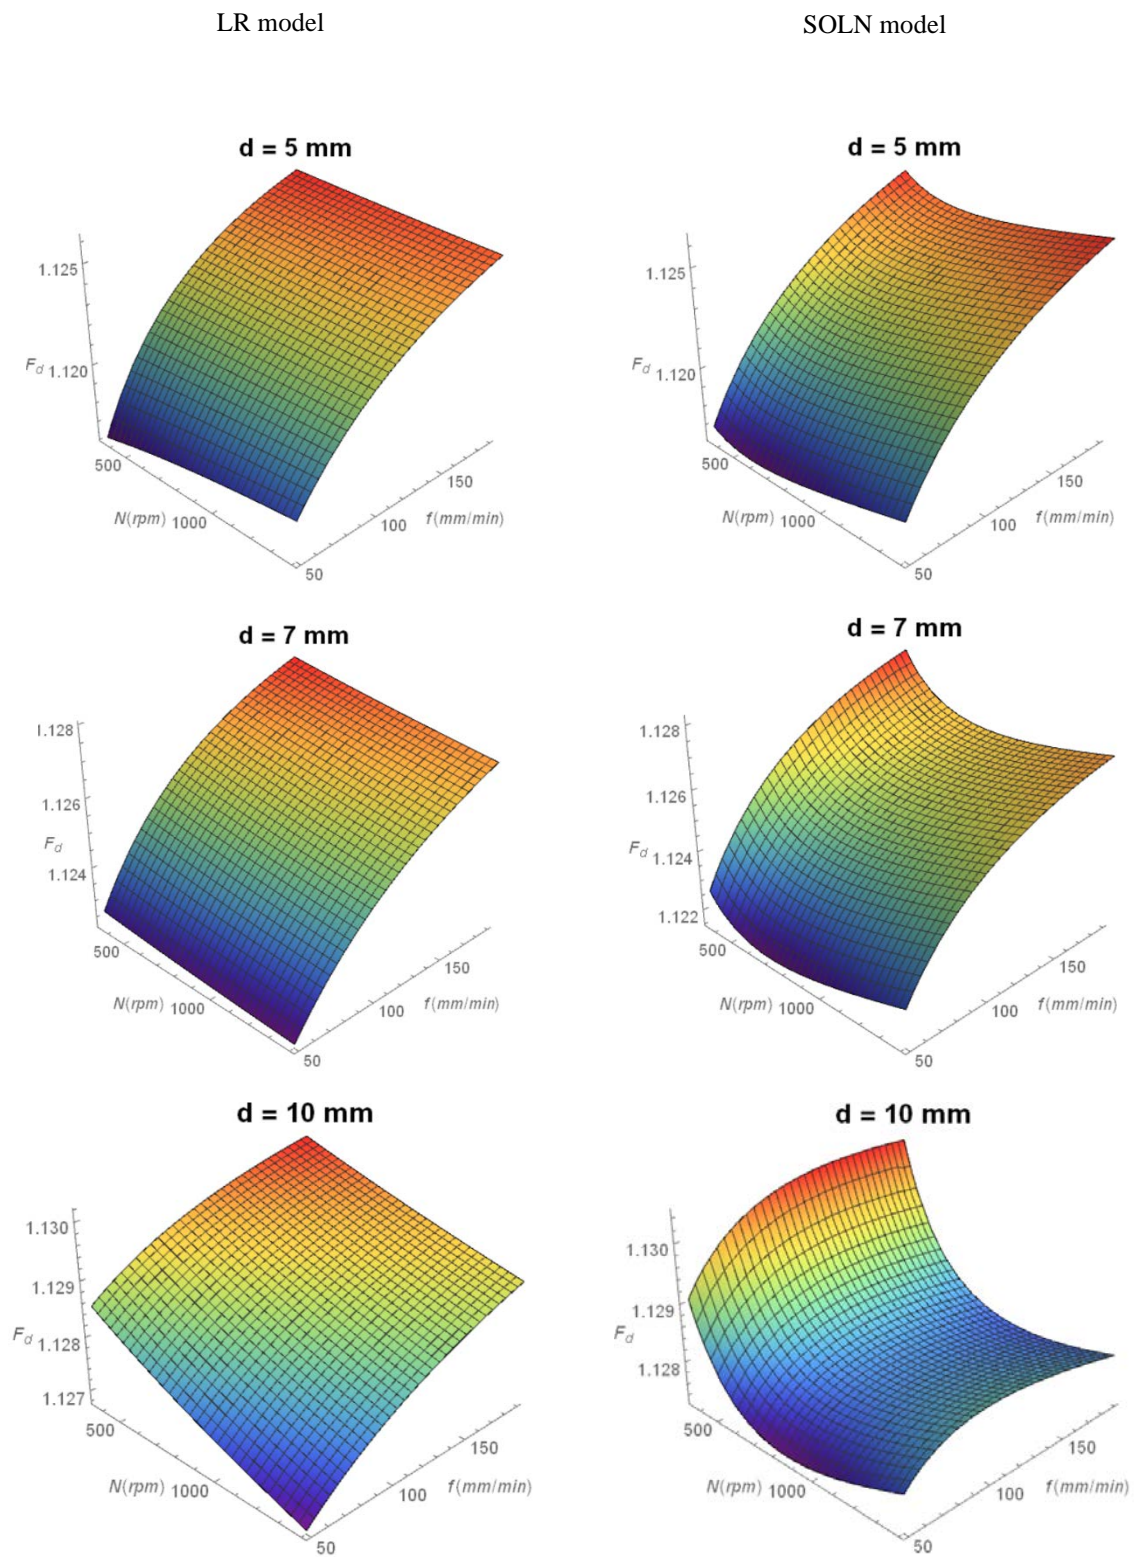 LR model
SOLN model
d = 5 mm
1.125
F_d 1.120
500
N(rpm) 1000
150
100 f(mm/min)
50
d = 5 mm
1.125
F_d 1.120
500
N(rpm) 1000
150
100 f(mm/min)
50
d = 7 mm
1.128
1.126
F_d
1.124
500
N(rpm) 1000
150
100 f(mm/min)
50
d = 7 mm
1.128
1.126
F_d 1.124
1.122
500
N(rpm) 1000
150
100 f(mm/min)
50
d = 10 mm
1.130
1.129
F_d 1.128
1.127
500
N(rpm) 1000
150
100 f(mm/min)
50
d = 10 mm
1.130
1.129
F_d
1.128
500
N(rpm) 1000
150
100 f(mm/min)
50